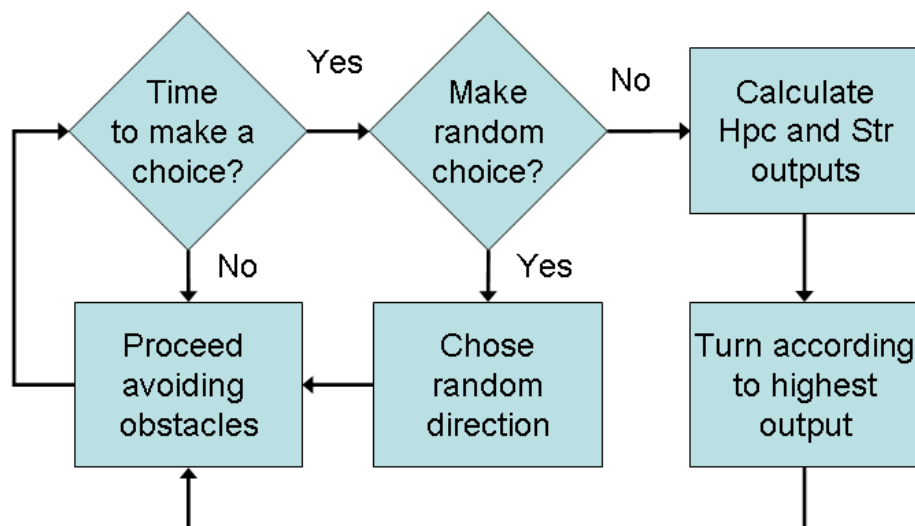 Time
to make a
choice?
Yes
Make
random
choice?
No
Calculate
Hpc and Str
outputs
No
Yes
Proceed
avoiding
obstacles
Chose
random
direction
Turn according
to highest
output